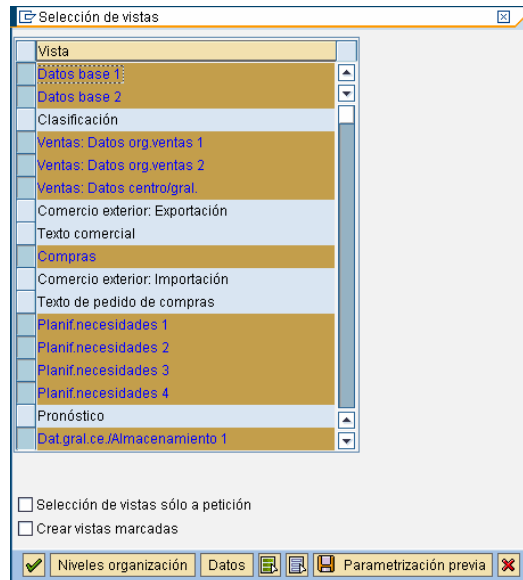 Selección de vistas
Vista
Datos base 1
Datos base 2
Clasificación
Ventas: Datos org.ventas 1
Ventas: Datos org.ventas 2
Ventas: Datos centro/gral.
Comercio exterior: Exportación
Texto comercial
Compras
Comercio exterior: Importación
Texto de pedido de compras
Planif.necesidades 1
Planif.necesidades 2
Planif.necesidades 3
Planif.necesidades 4
Pronóstico
Dat.gral.ce./Almacenamiento 1
Selección de vistas sólo a petición
Crear vistas marcadas
Niveles organización Datos Parametrización previa